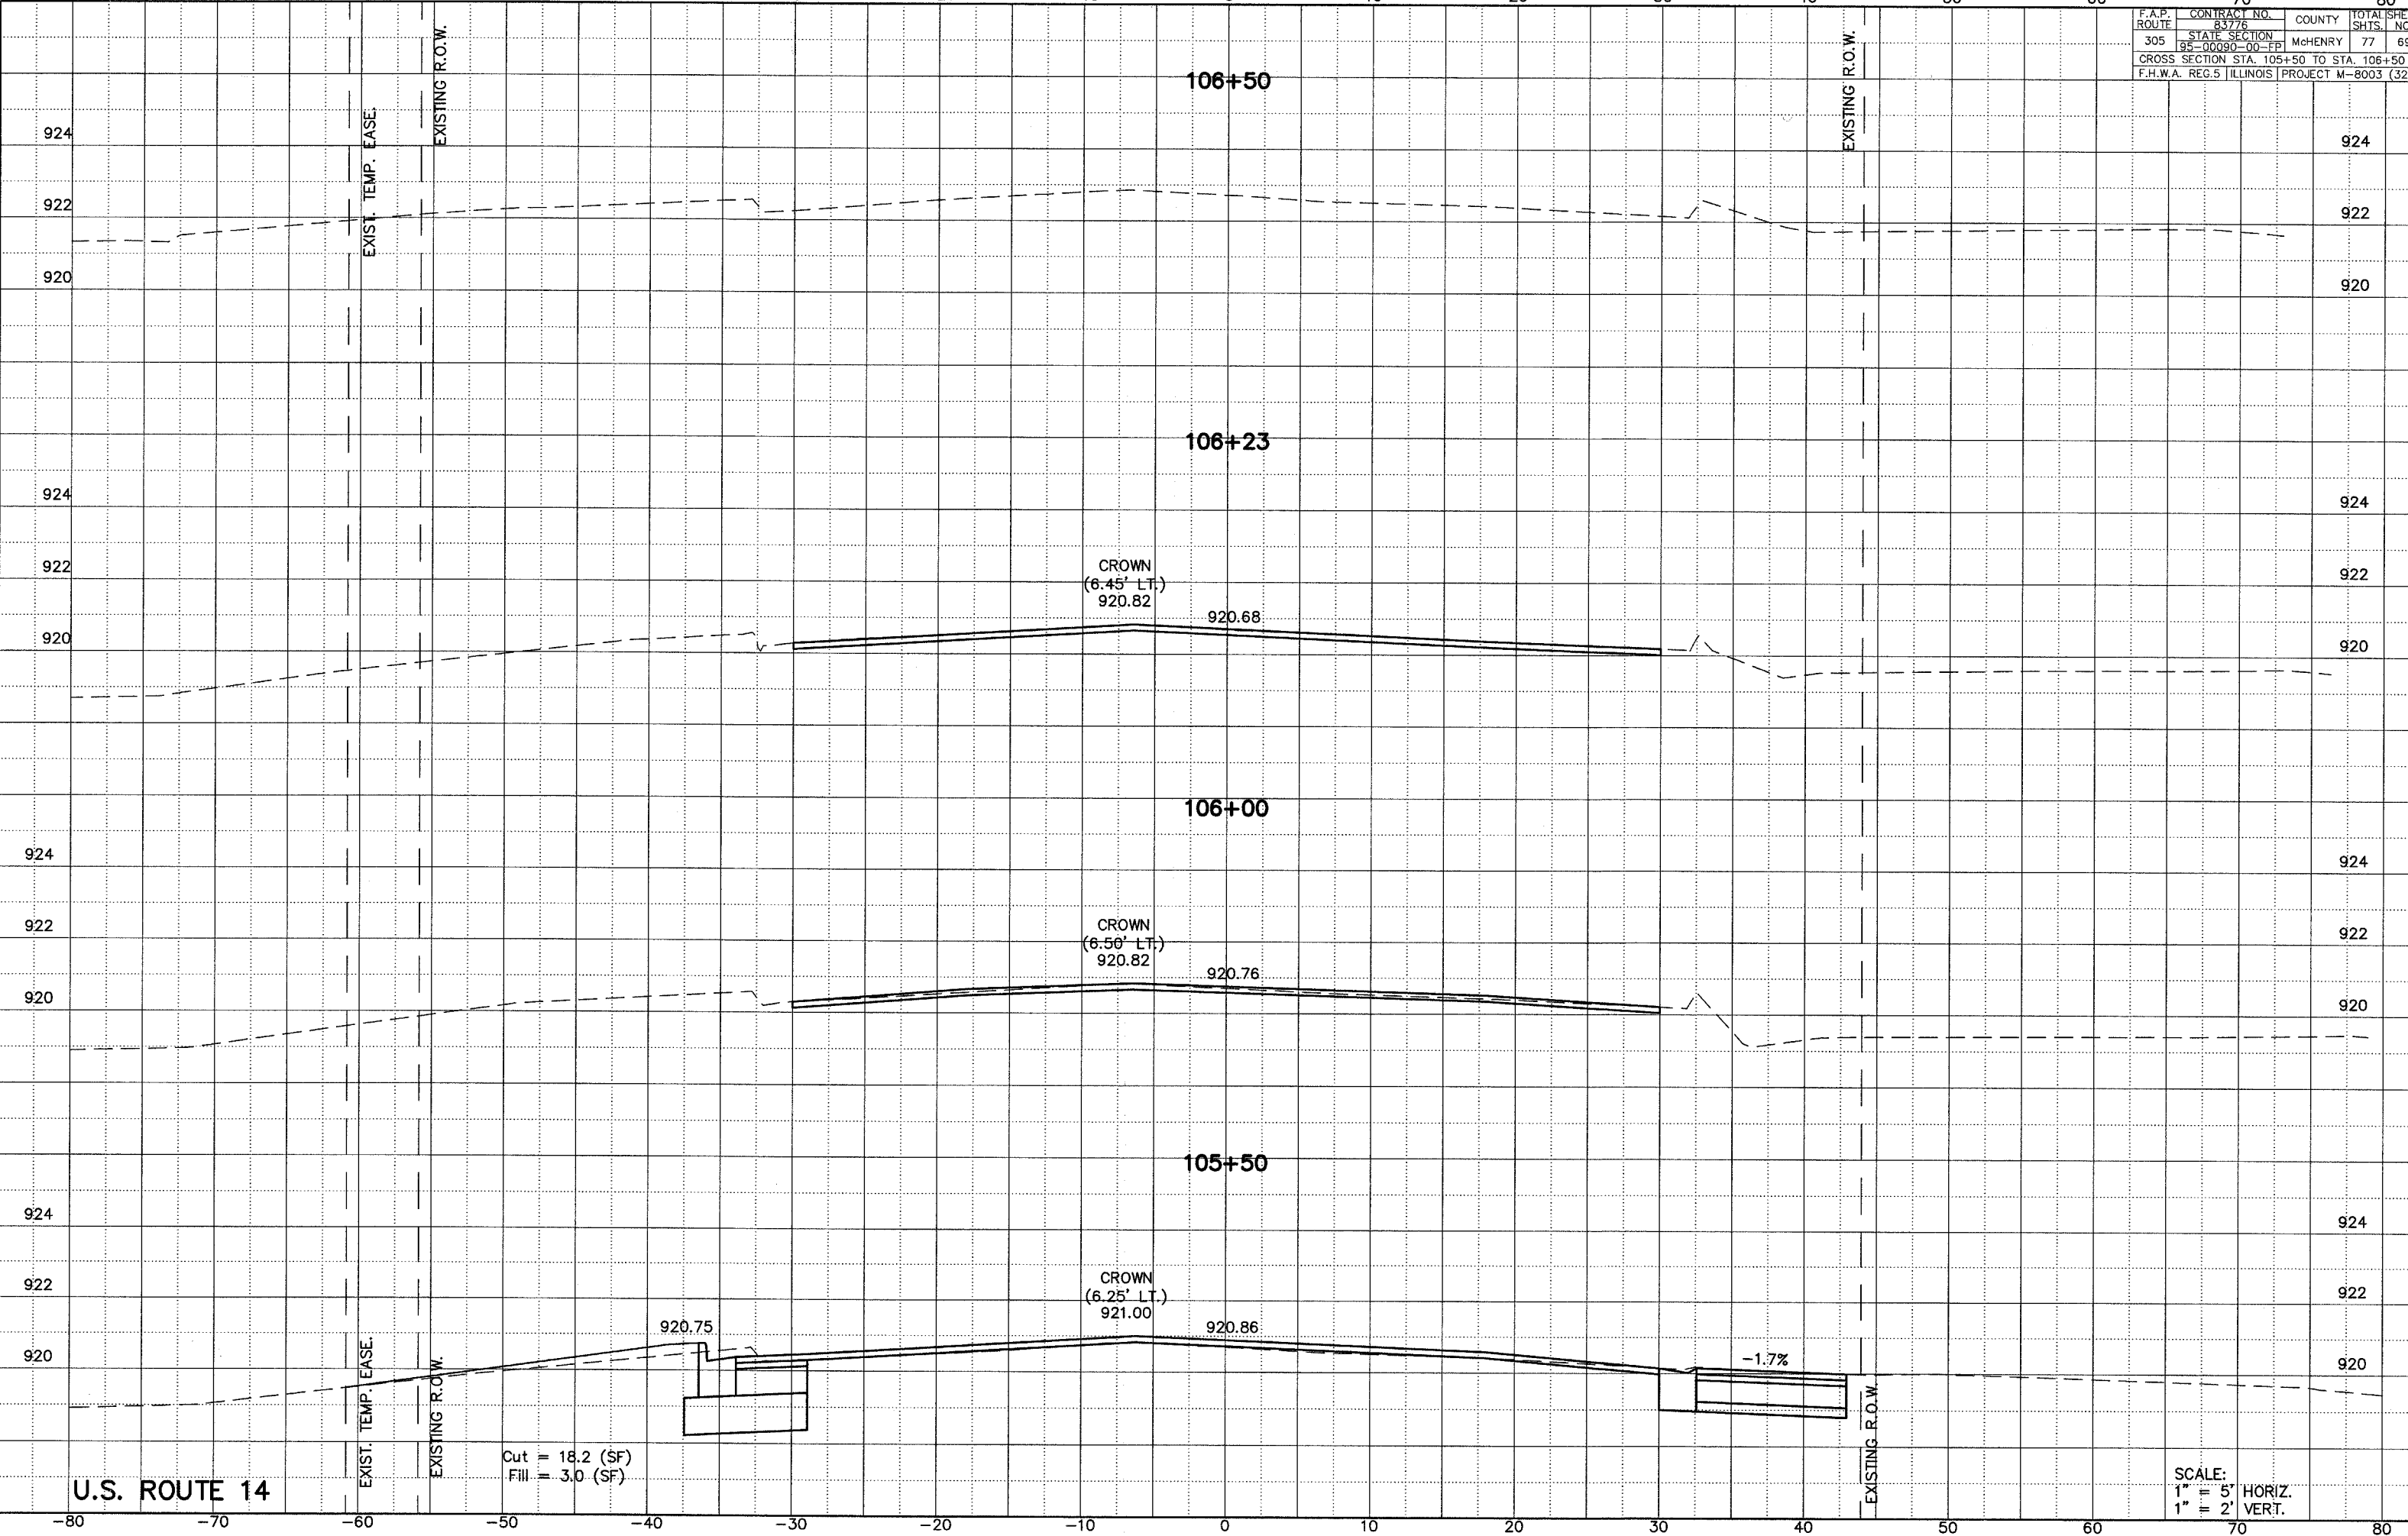 F.A.P. ROUTE CONTRACT NO. COUNTY TOTAL SHTS.
83776
305 STATE SECTION McHENRY 77
95-00090-00-FP
CROSS SECTION STA. 105+50 TO STA. 106+50
F.H.W.A. REG.5 ILLINOIS PROJECT M-8003 (32
EXISTING R.O.W.
EXIST. TEMP. EASE.
EXISTING R.O.W.
106+50
924 924
922 922
920 920
106+23
924 924
922 922
CROWN
(6.45' LT.)
920.82
920.68
920 920
106+00
924 924
922 922
CROWN
(6.50' LT.)
920.82
920.76
920 920
105+50
924 924
922 922
CROWN
(6.25' LT.)
921.00
920.75 920.86
-1.7%
920 920
EXIST. TEMP. EASE.
EXISTING R.O.W.
EXISTING R.O.W.
Cut = 18.2 (SF)
Fill = 3.0 (SF)
U.S. ROUTE 14
SCALE:
1" = 5' HORIZ.
1" = 2' VERT.
-80 -70 -60 -50 -40 -30 -20 -10 0 10 20 30 40 50 60 70 80